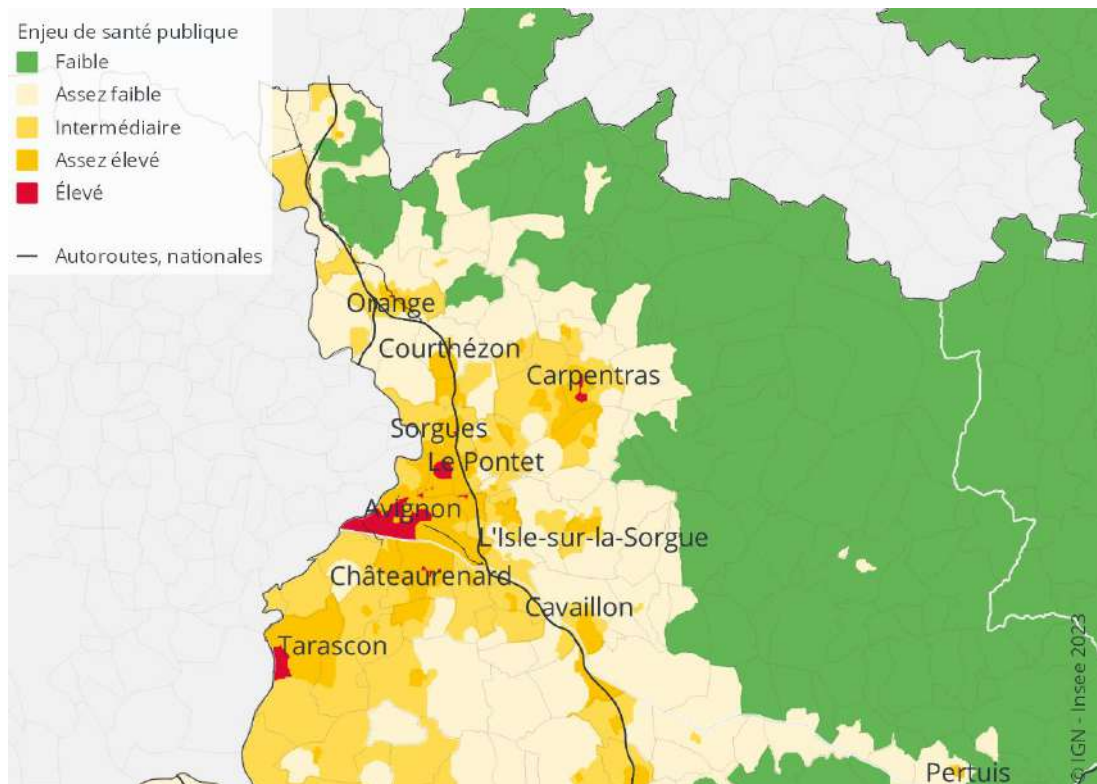 Enjeu de santé publique
Faible
Assez faible
Intermédiaire
Assez élevé
Élevé
Autoroutes, nationales
Orange
Courthézon
Carpentras
Sorgues
Le Pontet
Avignon
L'Isle-sur-la-Sorgue
Châteaurenard
Cavaillon
Tarascon
Pertuis
© IGN - Insee 2023